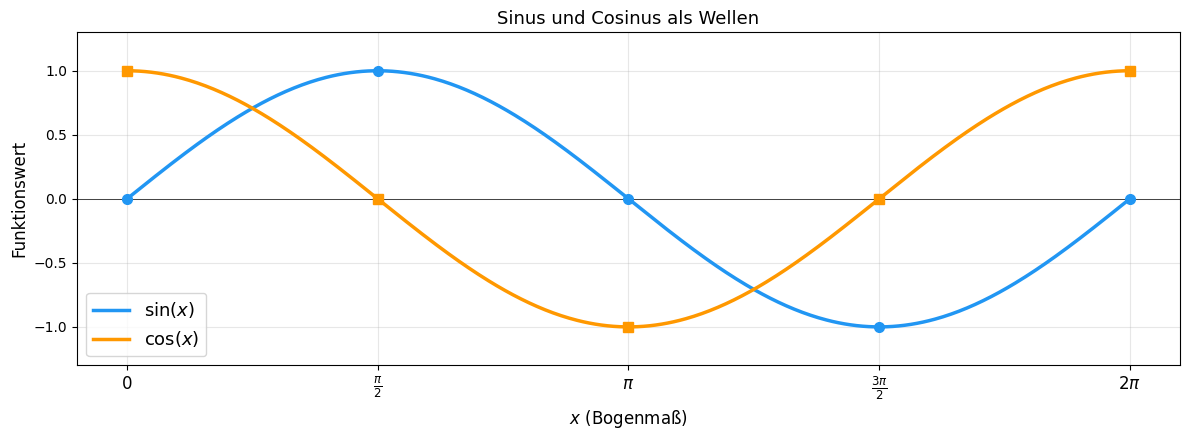 Sinus und Cosinus als Wellen
Funktionswert
1.0
0.5
0.0
−0.5
−1.0
sin(x)
cos(x)
0
π/2
π
3π/2
2π
x (Bogenmaß)